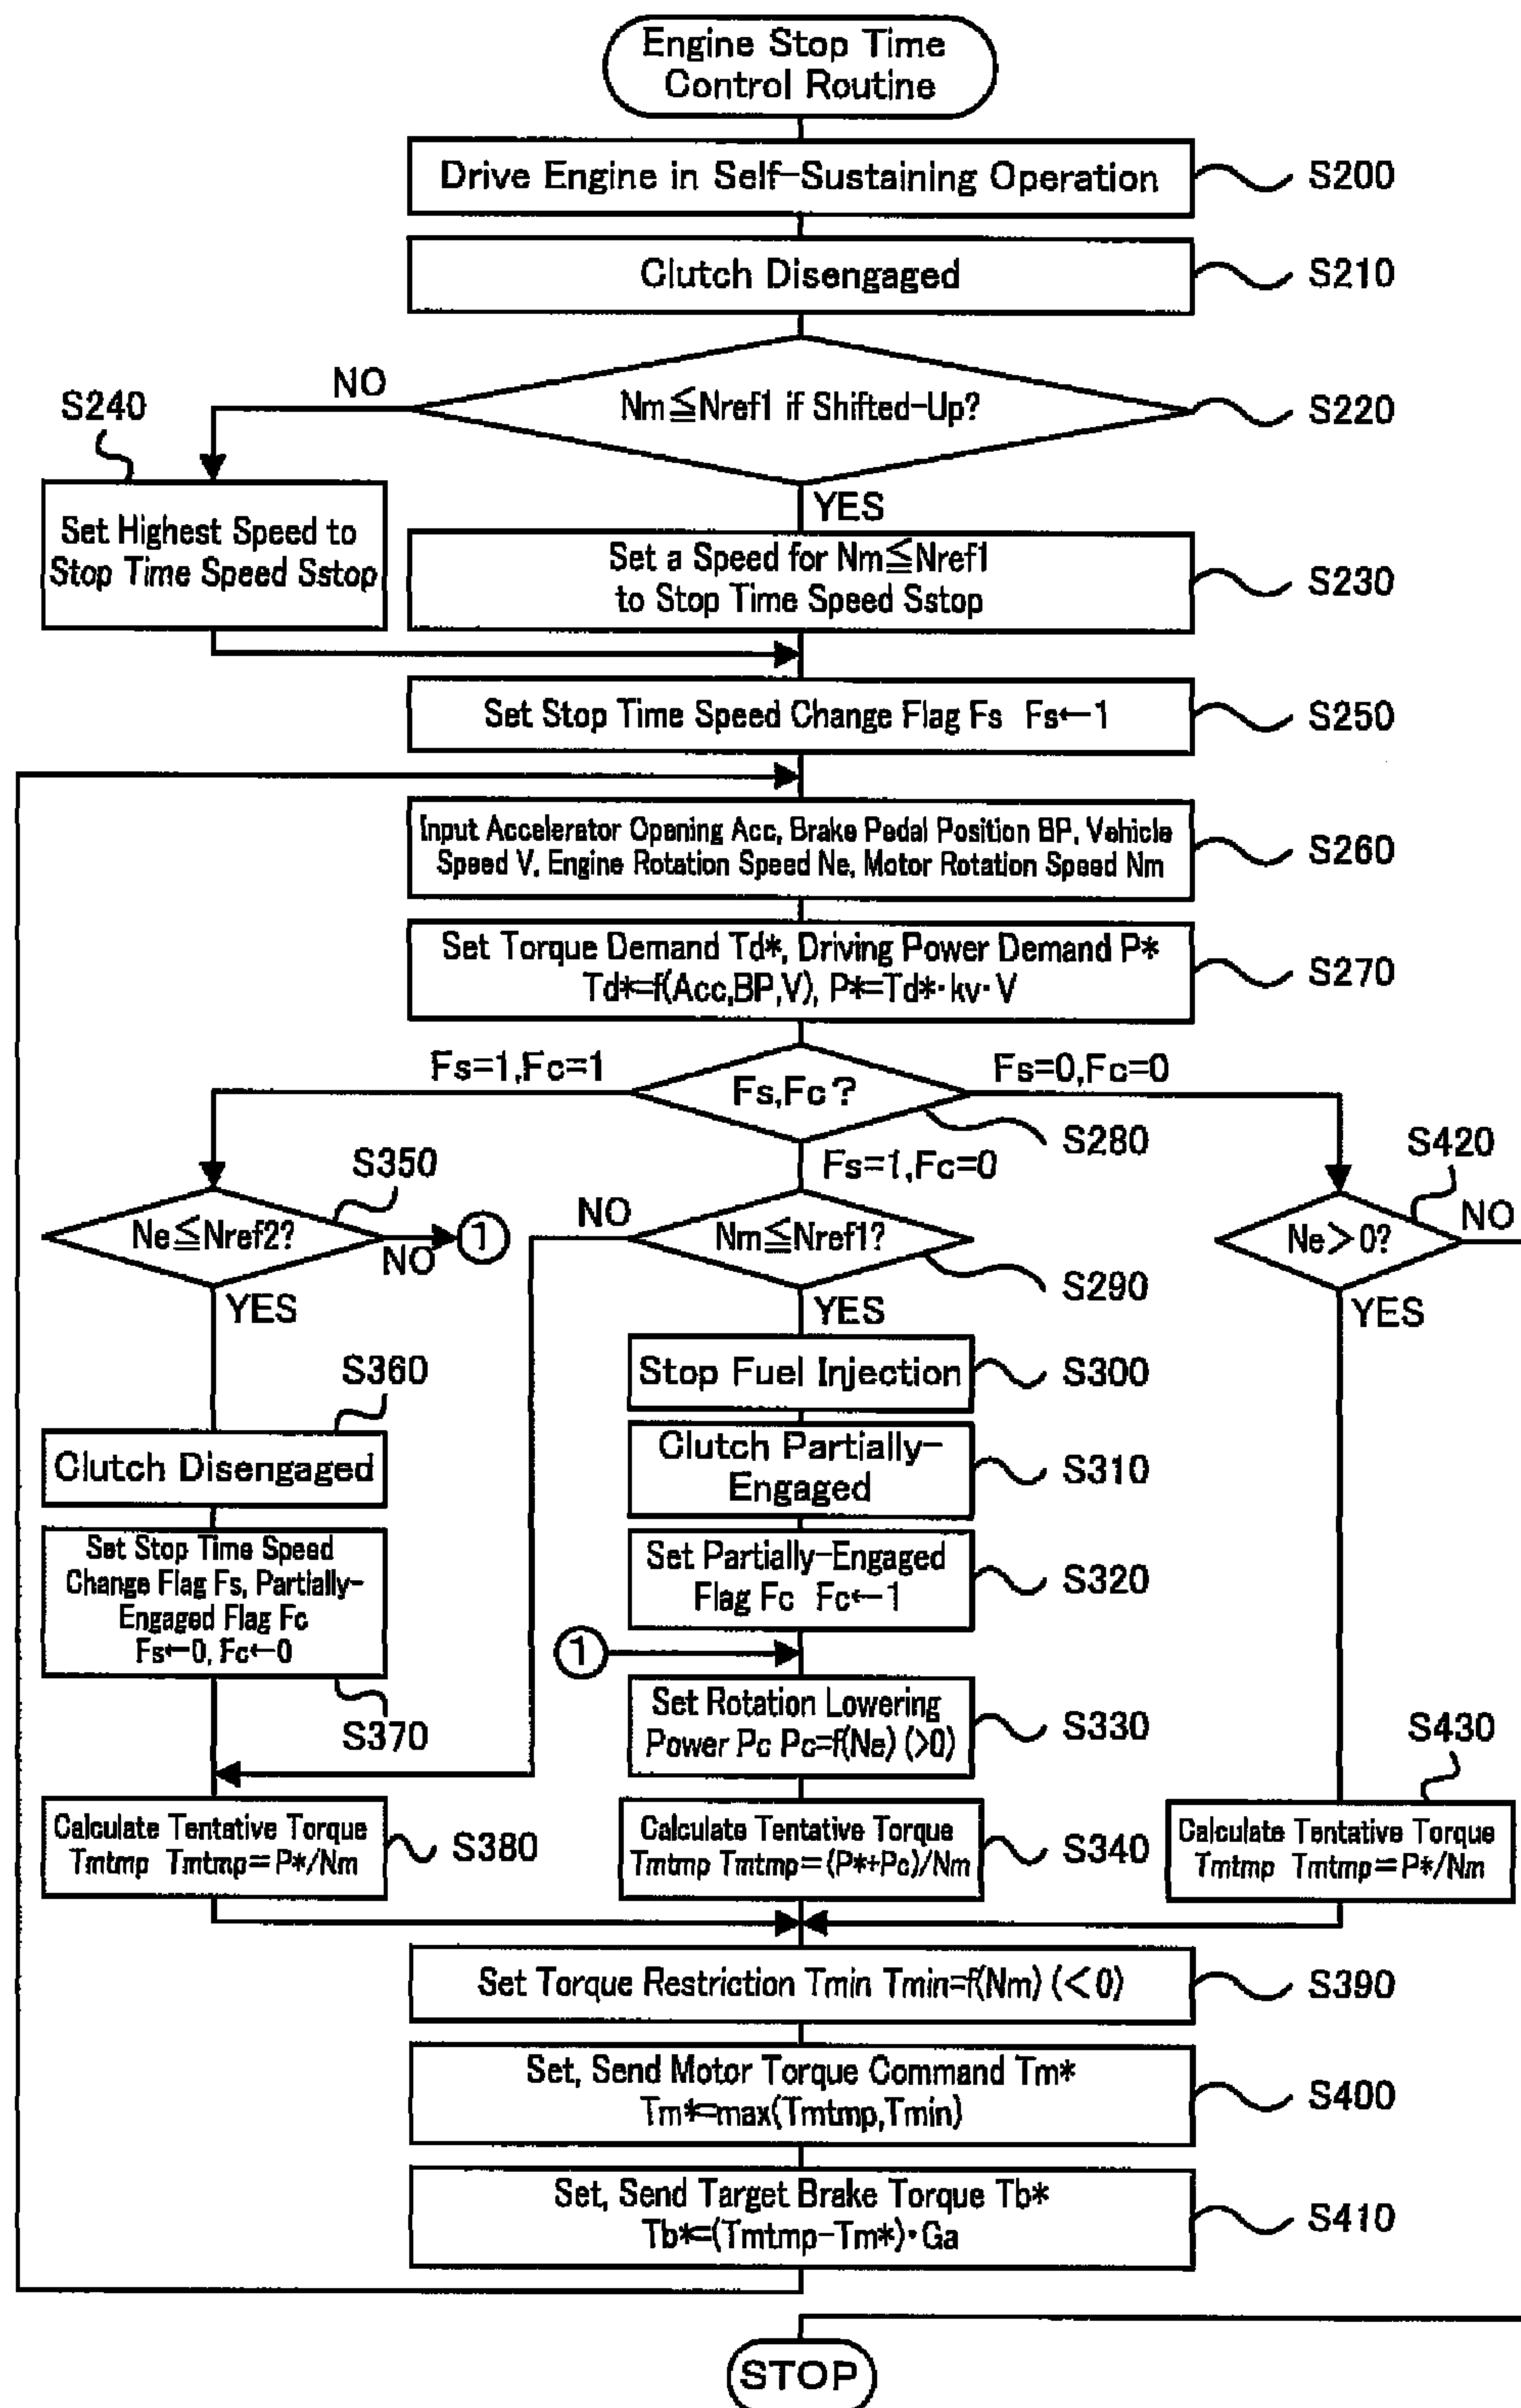 Engine Stop Time
Control Routine
Drive Engine in Self-Sustaining Operation
S200
Clutch Disengaged
S210
NO
S240
Nm≦Nref1 if Shifted-Up?
S220
YES
Set Highest Speed to
Stop Time Speed Sstop
Set a Speed for Nm≦Nref1
to Stop Time Speed Sstop
S230
Set Stop Time Speed Change Flag Fs Fs←1
S250
Input Accelerator Opening Acc, Brake Pedal Position BP, Vehicle
Speed V, Engine Rotation Speed Ne, Motor Rotation Speed Nm
S260
Set Torque Demand Td*, Driving Power Demand P*
Td*=f(Acc,BP,V), P*=Td*·kv·V
S270
Fs=1,Fc=1
Fs,Fc?
Fs=0,Fc=0
S280
Fs=1,Fc=0
S350
Ne≦Nref2?
NO
①
YES
NO
Nm≦Nref1?
S290
YES
S420
Ne>0?
NO
YES
Stop Fuel Injection
S300
S360
Clutch Disengaged
Clutch Partially-
Engaged
S310
Set Stop Time Speed
Change Flag Fs, Partially-
Engaged Flag Fc
Fs←0, Fc←0
S370
Set Partially-Engaged
Flag Fc Fc←1
S320
①
Set Rotation Lowering
Power Pc Pc=f(Ne) (>0)
S330
S430
Calculate Tentative Torque
Tmtmp Tmtmp=P*/Nm
S380
Calculate Tentative Torque
Tmtmp Tmtmp=(P*+Pc)/Nm
S340
Calculate Tentative Torque
Tmtmp Tmtmp=P*/Nm
Set Torque Restriction Tmin Tmin=f(Nm) (<0)
S390
Set, Send Motor Torque Command Tm*
Tm*=max(Tmtmp,Tmin)
S400
Set, Send Target Brake Torque Tb*
Tb*=(Tmtmp-Tm*)·Ga
S410
STOP